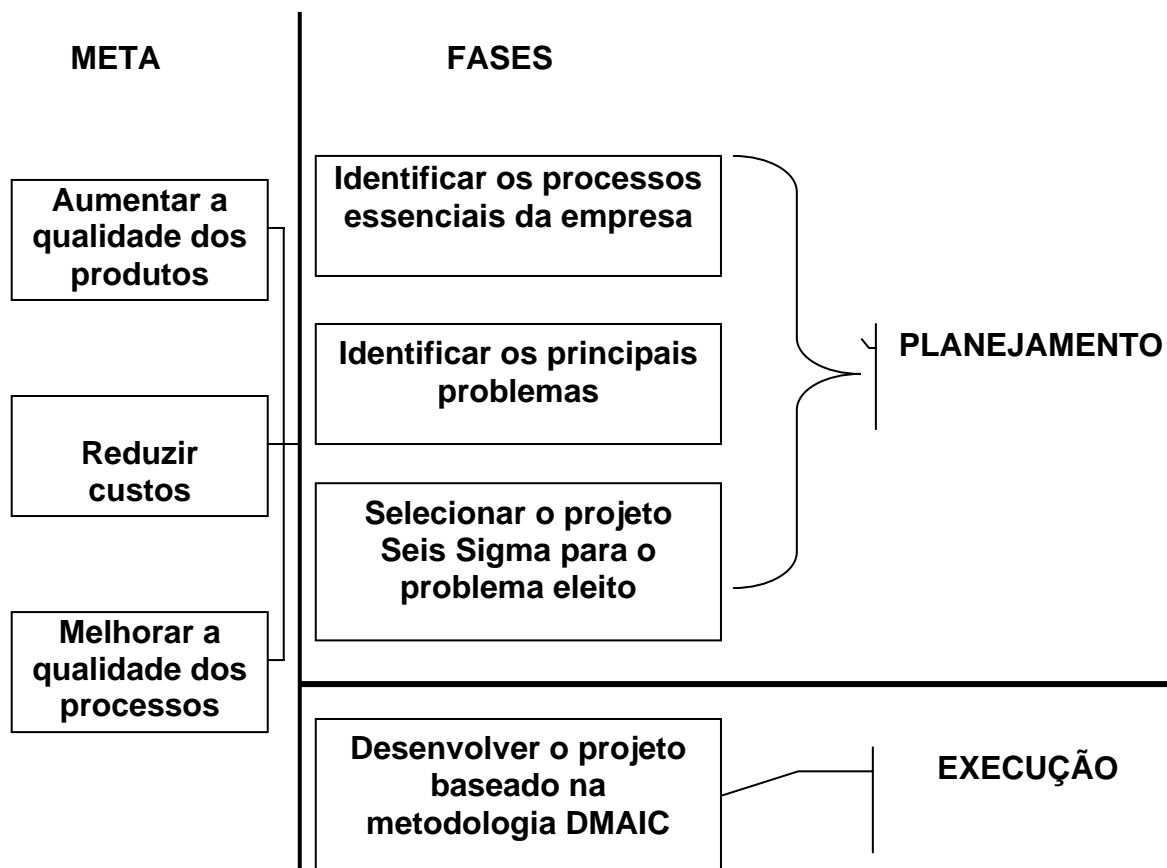 META
FASES
Aumentar a
qualidade dos
produtos
Reduzir
custos
Melhorar a
qualidade dos
processos
Identificar os processos
essenciais da empresa
Identificar os principais
problemas
Selecionar o projeto
Seis Sigma para o
problema eleito
PLANEJAMENTO
Desenvolver o projeto
baseado na
metodologia DMAIC
EXECUÇÃO